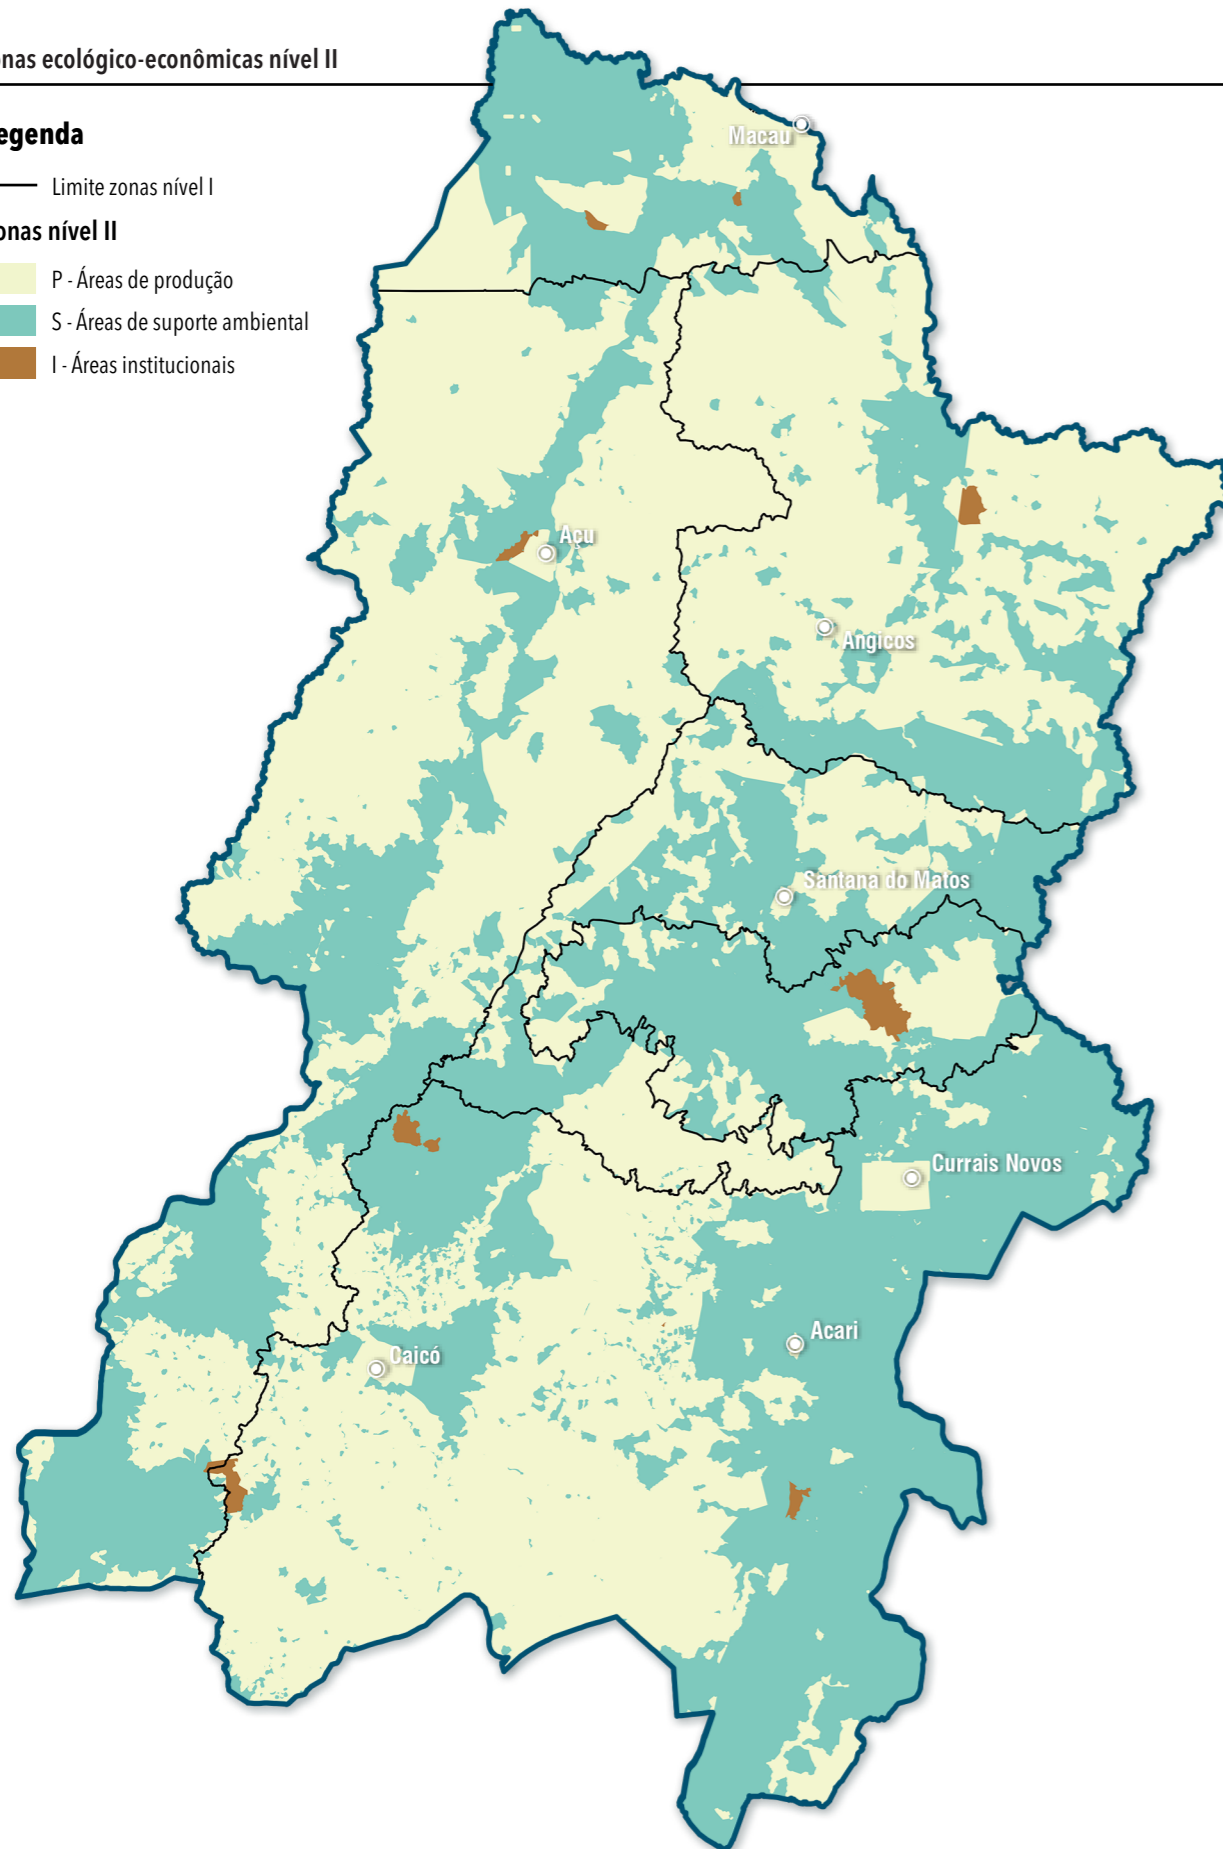 onas ecológico-econômicas nível II
egenda
Limite zonas nível I
onas nível II
P - Áreas de produção
S - Áreas de suporte ambiental
I - Áreas institucionais
Macau
Açu
Angicos
Santana do Matos
Currais Novos
Acari
Caicó